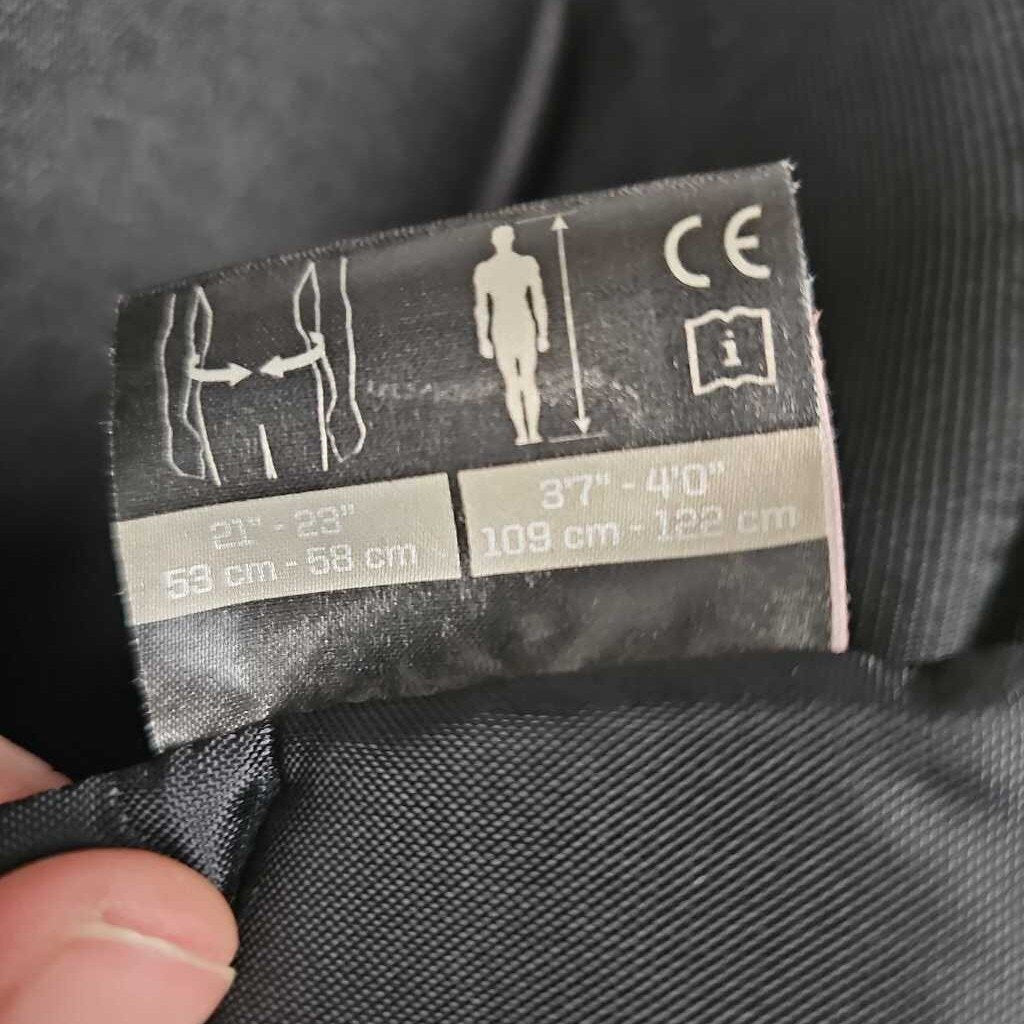 CE
i
21" - 23"
53 cm - 58 cm
3'7" - 4'0"
109 cm - 122 cm